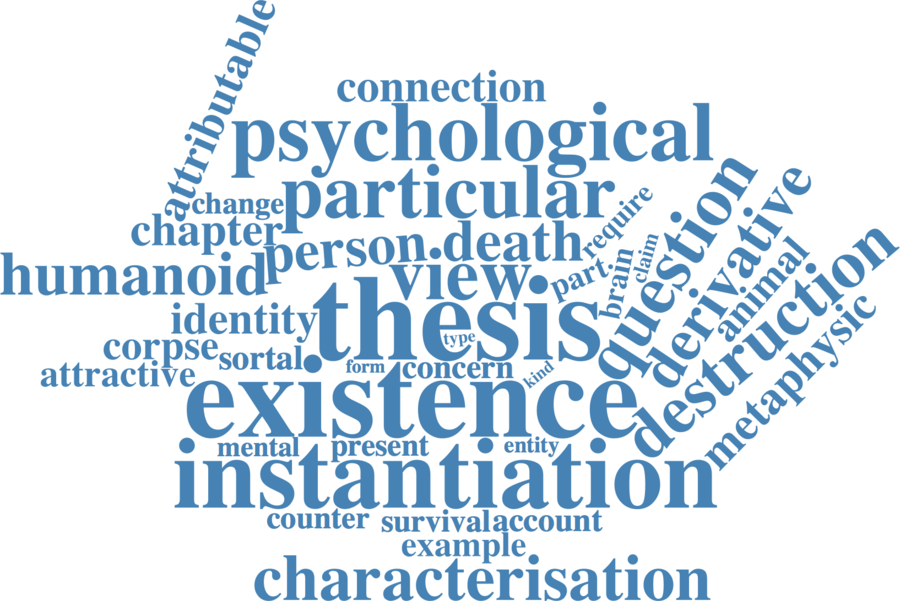 attributable
connection
psychological
particular
change
require
chapter
person
death
question
derivative
humanoid
view
part
brain
claim
animal
destruction
metaphysic
thesis
identity
type
corpse
sortal
attractive
form
concern
kind
existence
mental
present
entity
instantiation
counter
survival
account
example
characterisation